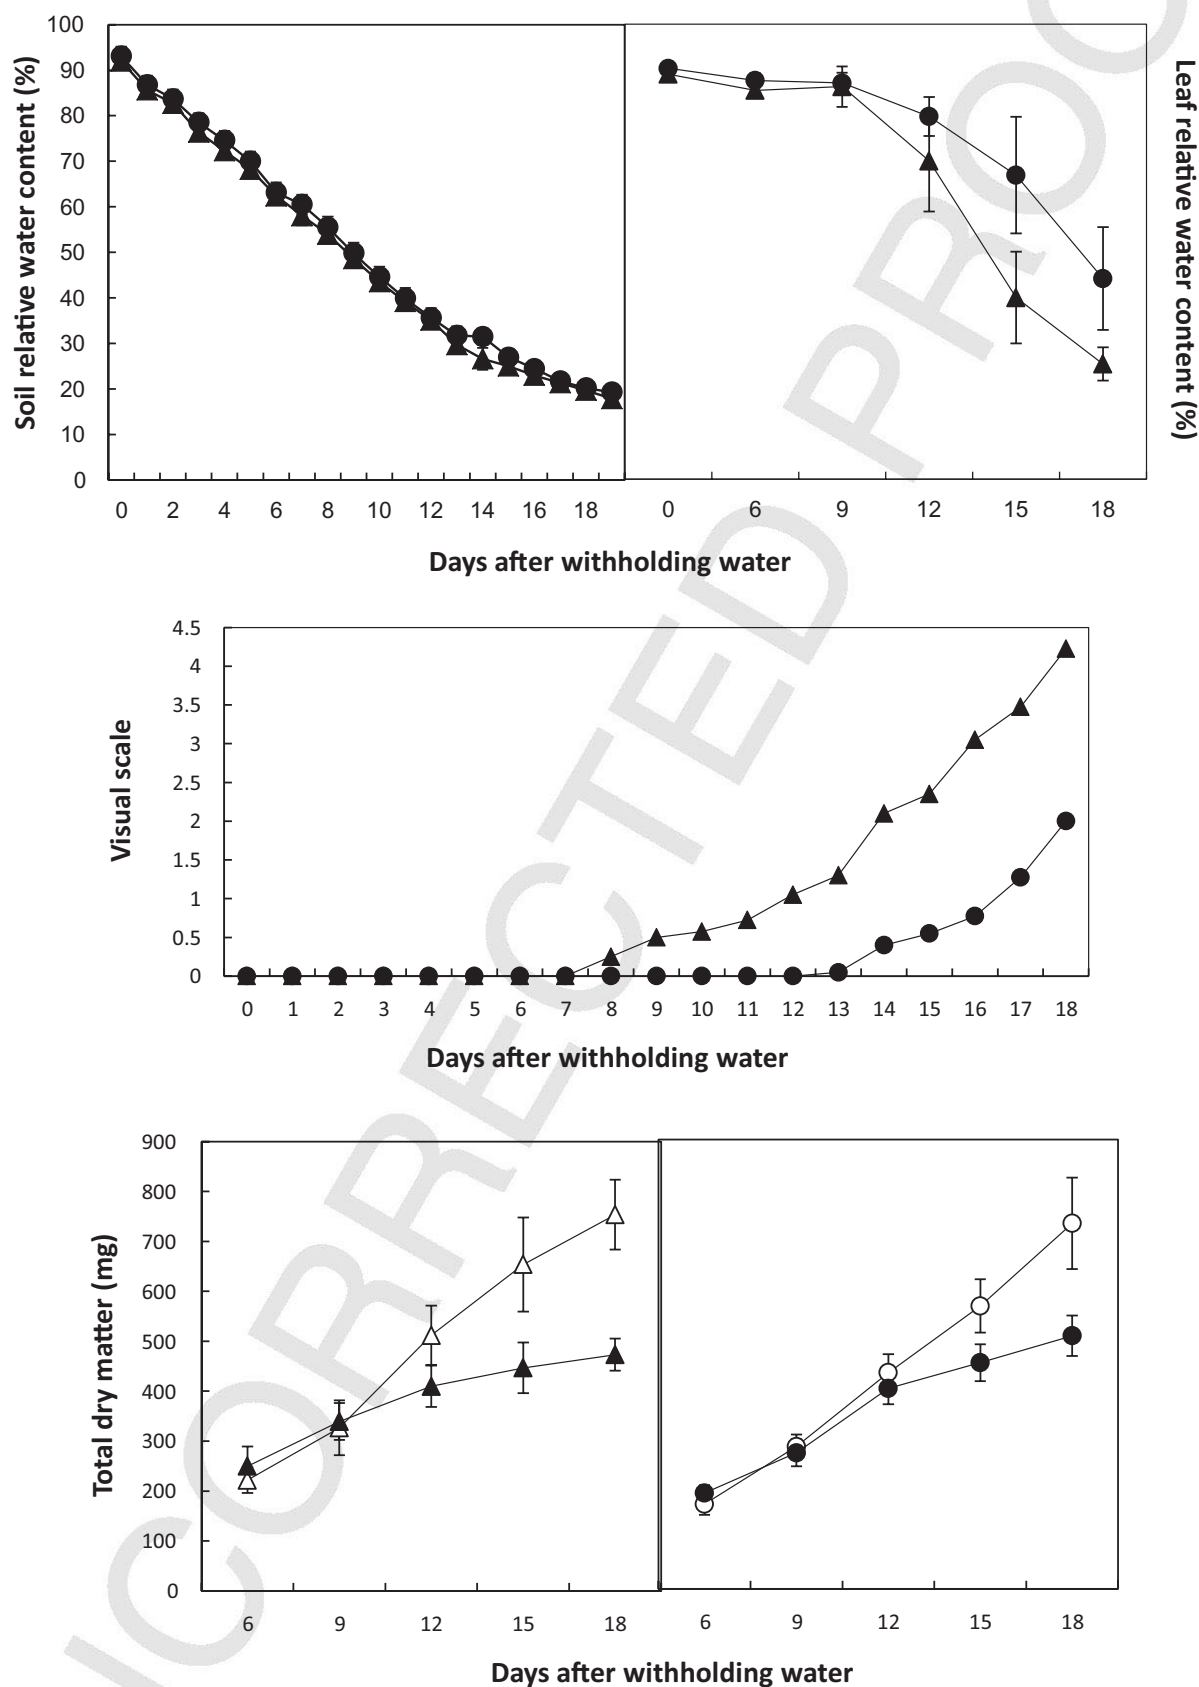 100
90
80
70
60
50
40
30
20
10
0
Soil relative water content (%)
Leaf relative water content (%)
0 2 4 6 8 10 12 14 16 18
0 6 9 12 15 18
Days after withholding water
4.5
4
3.5
3
2.5
2
1.5
1
0.5
0
Visual scale
0 1 2 3 4 5 6 7 8 9 10 11 12 13 14 15 16 17 18
Days after withholding water
900
800
700
600
500
400
300
200
100
0
Total dry matter (mg)
6 9 12 15 18
6 9 12 15 18
Days after withholding water
NCORRECTED PROO